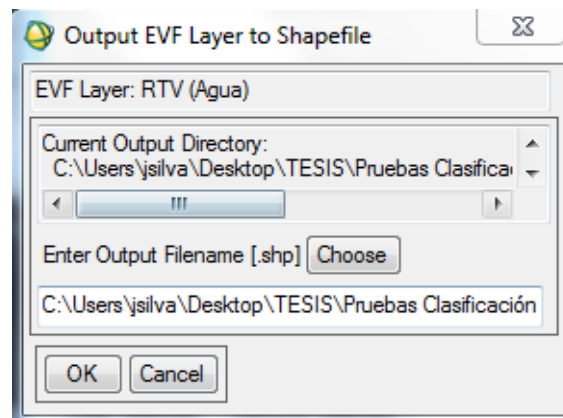 Output EVF Layer to Shapefile
EVF Layer: RTV (Agua)
Current Output Directory:
C:\Users\jsilva\Desktop\TESIS\Pruebas Clasifica
Enter Output Filename [.shp] Choose
C:\Users\jsilva\Desktop\TESIS\Pruebas Clasificación
OK Cancel